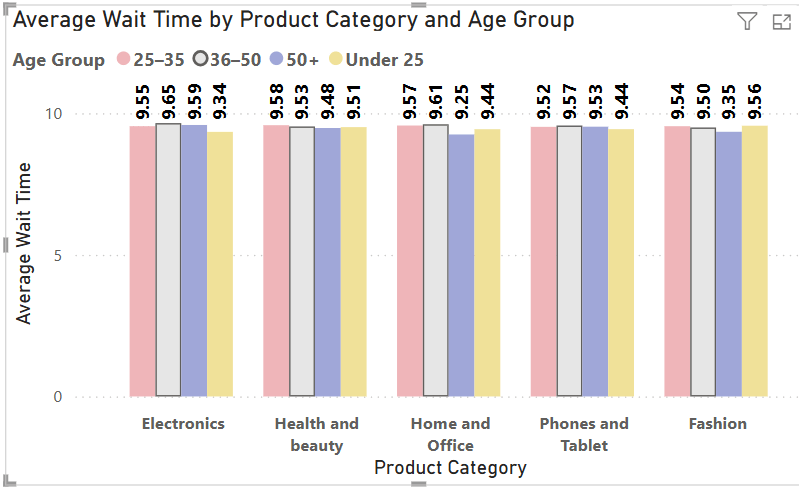 Average Wait Time by Product Category and Age Group
Age Group 25–35 36–50 50+ Under 25
9.55 9.65 9.59 9.34 9.58 9.53 9.48 9.51 9.57 9.61 9.25 9.44 9.52 9.57 9.53 9.44 9.54 9.50 9.35 9.56
10
5
0
Average Wait Time
Electronics
Health and
beauty
Home and
Office
Phones and
Tablet
Fashion
Product Category